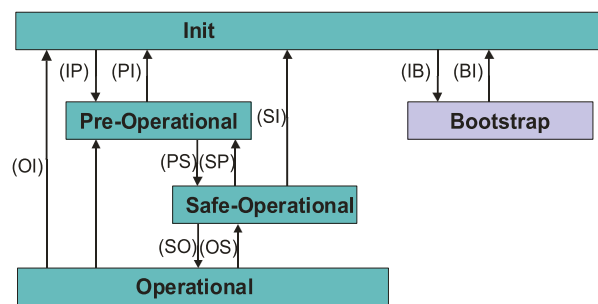 Init
(IP) (PI) (IB) (BI)
Pre-Operational (SI) Bootstrap
(OI) (PS) (SP)
Safe-Operational
(SO) (OS)
Operational